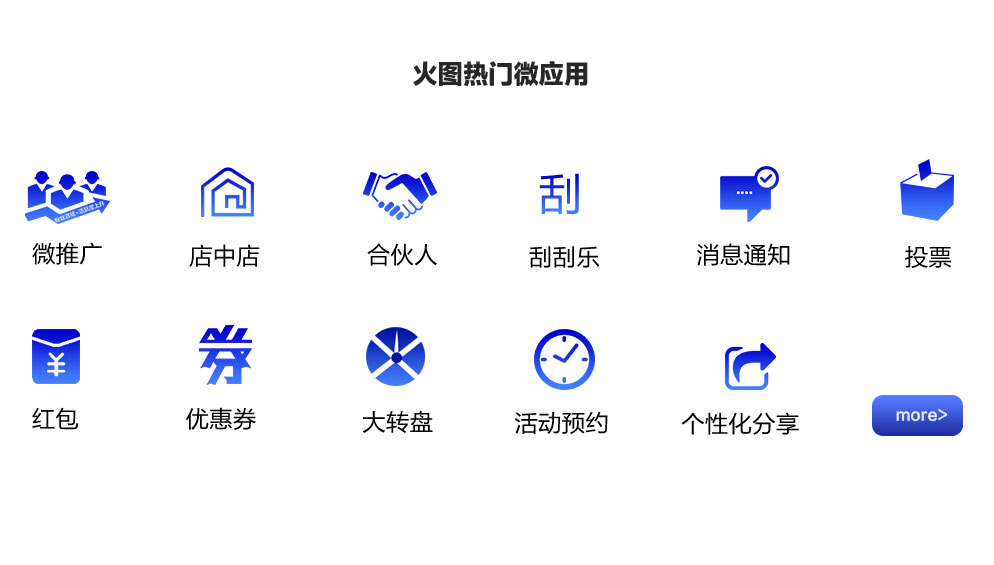 火图热门微应用
刮
微推广
店中店
合伙人
刮刮乐
消息通知
投票
¥
券
红包
优惠券
大转盘
活动预约
个性化分享
more>